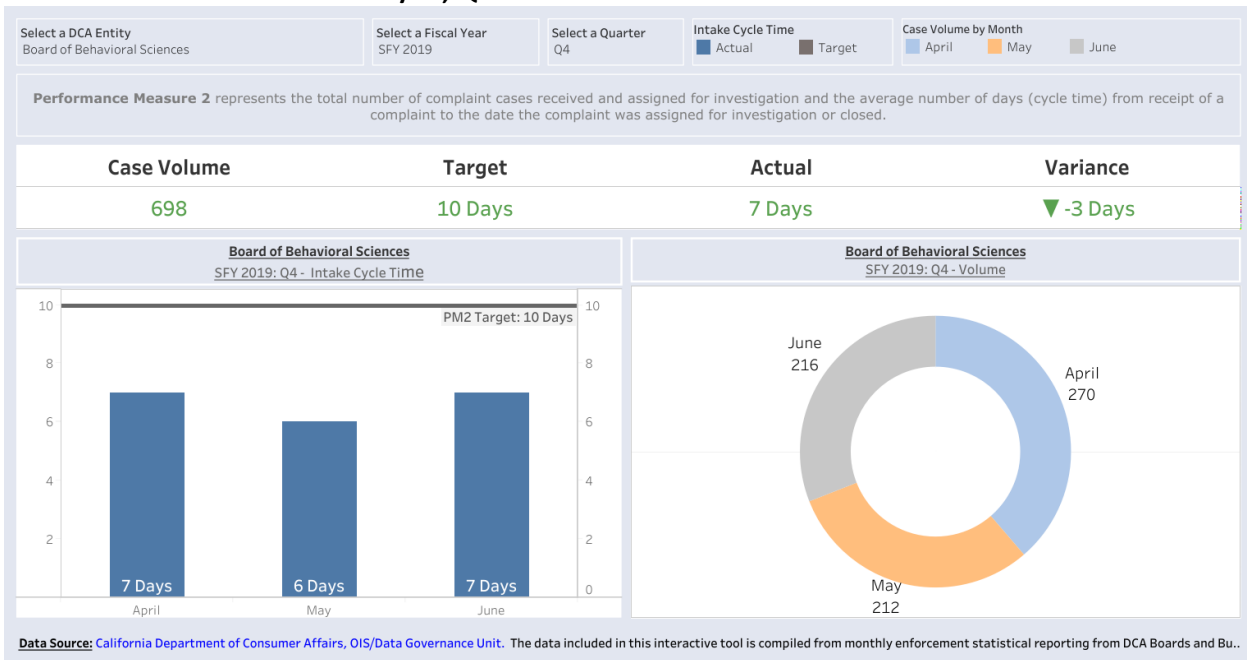 Select a DCA Entity
Board of Behavioral Sciences
Select a Fiscal Year
SFY 2019
Select a Quarter
Q4
Intake Cycle Time
Actual
Target
Case Volume by Month
April
May
June
Performance Measure 2 represents the total number of complaint cases received and assigned for investigation and the average number of days (cycle time) from receipt of a
complaint to the date the complaint was assigned for investigation or closed.
Case Volume
Target
Actual
Variance
698
10 Days
7 Days
▼ -3 Days
Board of Behavioral Sciences
SFY 2019: Q4 - Intake Cycle Time
10
8
6
4
2
PM2 Target: 10 Days
10
8
6
4
2
0
7 Days
6 Days
7 Days
April
May
June
Board of Behavioral Sciences
SFY 2019: Q4 - Volume
June
216
April
270
May
212
Data Source: California Department of Consumer Affairs, OIS/Data Governance Unit. The data included in this interactive tool is compiled from monthly enforcement statistical reporting from DCA Boards and Bu..